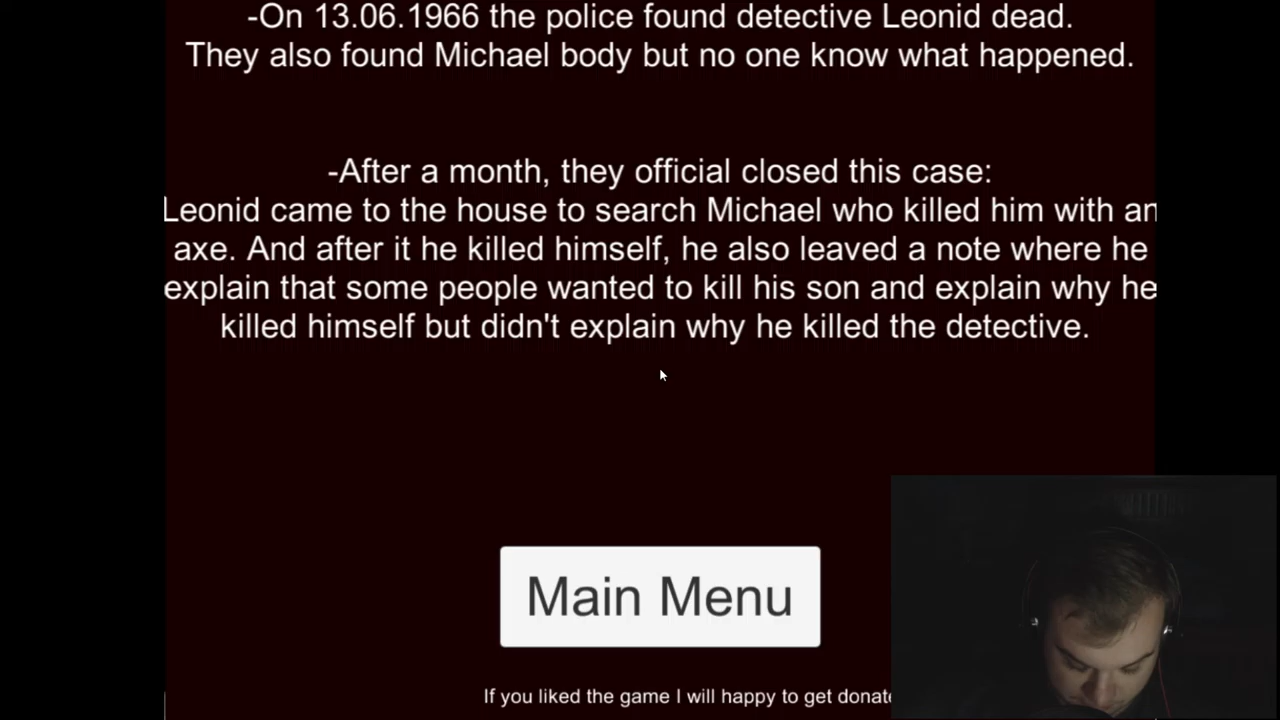 -On 13.06.1966 the police found detective Leonid dead.
They also found Michael body but no one know what happened.
-After a month, they official closed this case:
Leonid came to the house to search Michael who killed him with an
axe. And after it he killed himself, he also leaved a note where he
explain that some people wanted to kill his son and explain why he
killed himself but didn't explain why he killed the detective.
Main Menu
If you liked the game I will happy to get donate